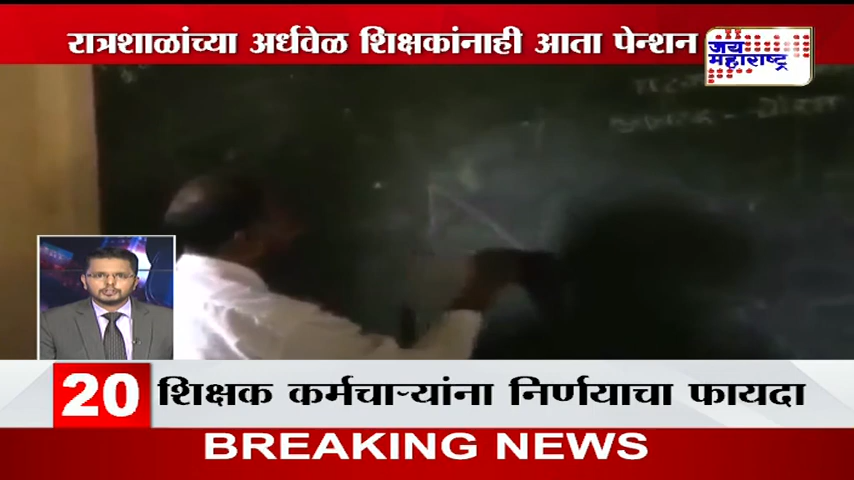 रात्रशाळांच्या अर्धवेळ शिक्षकांनाही आता पेन्शन
जय
महाराष्ट्र
20 शिक्षक कर्मचाऱ्यांना निर्णयाचा फायदा
BREAKING NEWS